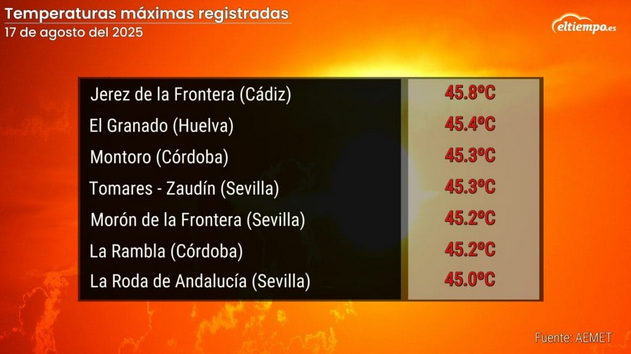 Temperaturas máximas registradas
17 de agosto del 2025
eltiempo.es
Jerez de la Frontera (Cádiz) 45.8ºC
El Granado (Huelva) 45.4ºC
Montoro (Córdoba) 45.3ºC
Tomares - Zaudín (Sevilla) 45.3ºC
Morón de la Frontera (Sevilla) 45.2ºC
La Rambla (Córdoba) 45.2ºC
La Roda de Andalucía (Sevilla) 45.0ºC
Fuente: AEMET